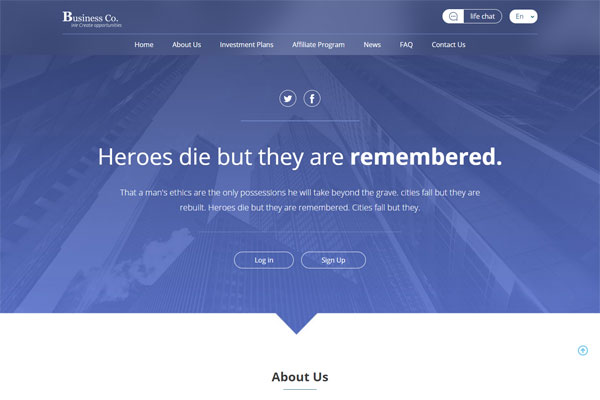 Business Co.
We Create opportunities
life chat
En
Home
About Us
Investment Plans
Affiliate Program
News
FAQ
Contact Us
Heroes die but they are remembered.
That a man's ethics are the only possessions he will take beyond the grave. cities fall but they are
rebuilt. Heroes die but they are remembered. Cities fall but they.
Log In
Sign Up
About Us